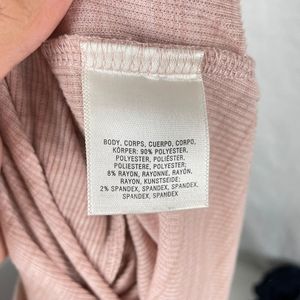 BODY, CORPS, CUERPO, CORPO,
KÖRPER: 90% POLYESTER,
POLYESTER, POLIÉSTER,
POLIESTERE, POLYESTER;
8% RAYON, RAYONNE, RAYÓN,
RAYON, KUNSTSEIDE;
2% SPANDEX, SPANDEX,
SPANDEX, SPANDEX